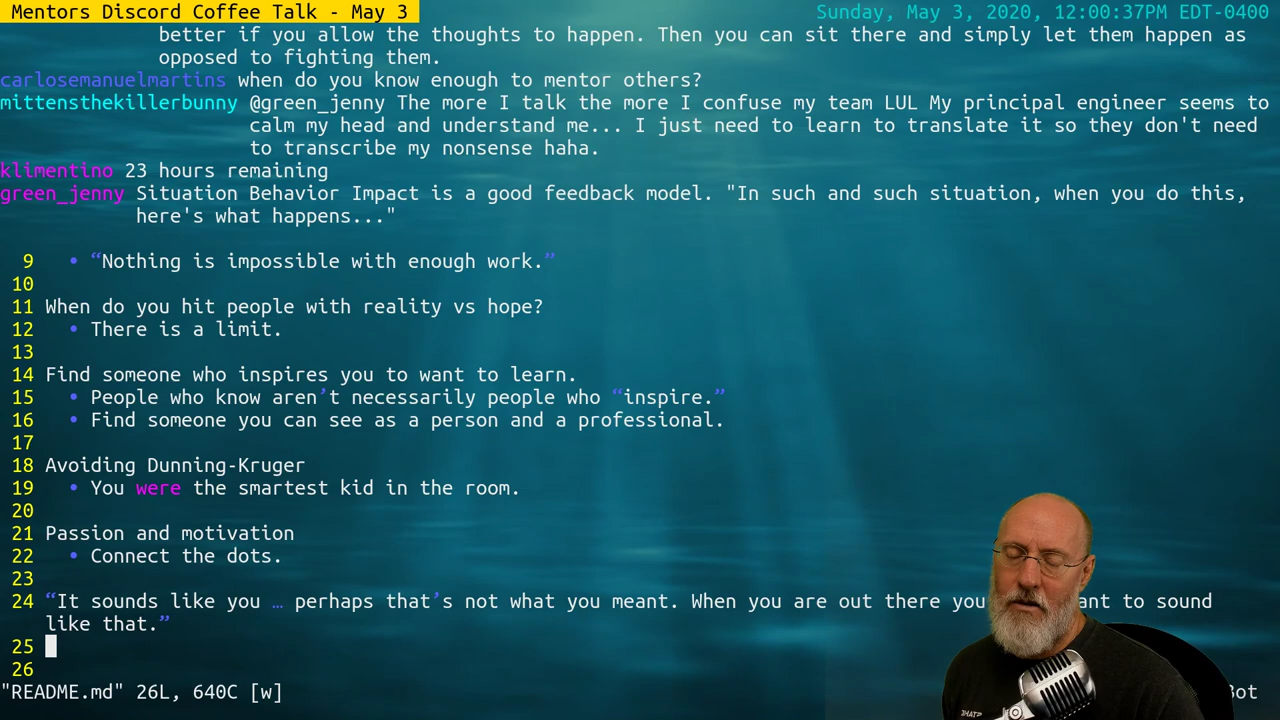 Mentors Discord Coffee Talk - May 3
Sunday, May 3, 2020, 12:00:37PM EDT-0400
better if you allow the thoughts to happen. Then you can sit there and simply let them happen as
opposed to fighting them.
carlosemanuelmartins when do you know enough to mentor others?
mittensthekillerbunny @green_jenny The more I talk the more I confuse my team LUL My principal engineer seems to
calm my head and understand me... I just need to learn to translate it so they don't need
to transcribe my nonsense haha.
klimentino 23 hours remaining
green_jenny Situation Behavior Impact is a good feedback model. "In such and such situation, when you do this,
here's what happens..."
9 • “Nothing is impossible with enough work.”
10
11 When do you hit people with reality vs hope?
12 • There is a limit.
13
14 Find someone who inspires you to want to learn.
15 • People who know aren’t necessarily people who “inspire.”
16 • Find someone you can see as a person and a professional.
17
18 Avoiding Dunning-Kruger
19 • You were the smartest kid in the room.
20
21 Passion and motivation
22 • Connect the dots.
23
24 “It sounds like you … perhaps that’s not what you meant. When you are out there you ant to sound
like that.”
25
26
"README.md" 26L, 640C [w]